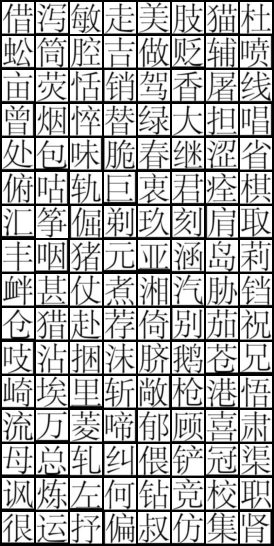 借泻敏走美肢猫杜
蚣筒腔吉做贬辅喷
亩荧恬销驾香屠线
曾烟悴替绿大担唱
处包味脆春继涩省
俯咕轨巨衷君痊棋
汇筝倔剃玖刻肩取
丰咽猪元亚涵岛莉
衅甚仗煮湘汽胁铛
仓猎赴荐倚别茄祝
吱沾捆沫脐鹅苍兄
崎埃里斩敞枪港悟
流万菱啼郁顾喜肃
母总轧纠偎铲冠渠
讽炼左何钻竞校职
很运抒偏叔仿集肾